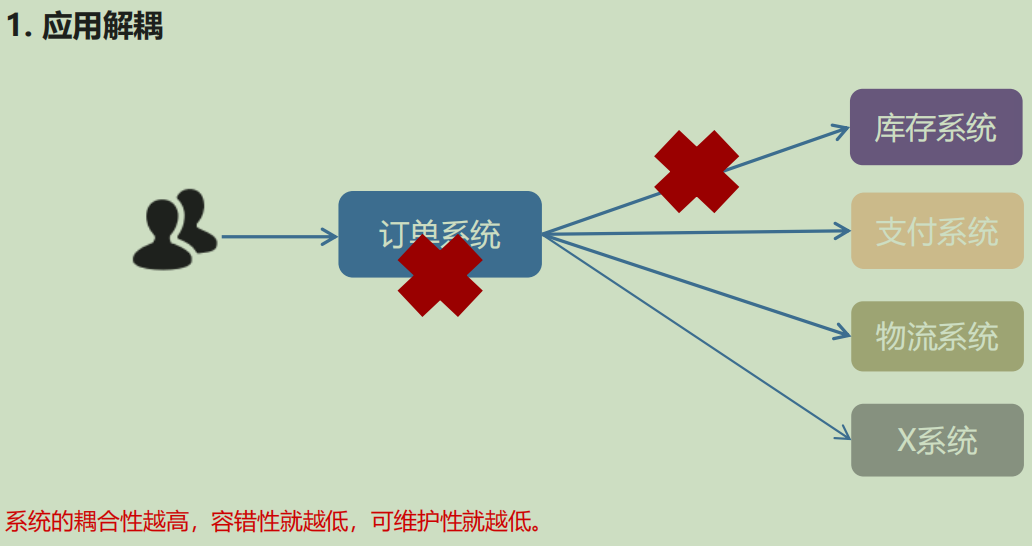 1. 应用解耦
库存系统
订单系统
支付系统
物流系统
X系统
系统的耦合性越高，容错性就越低，可维护性就越低。